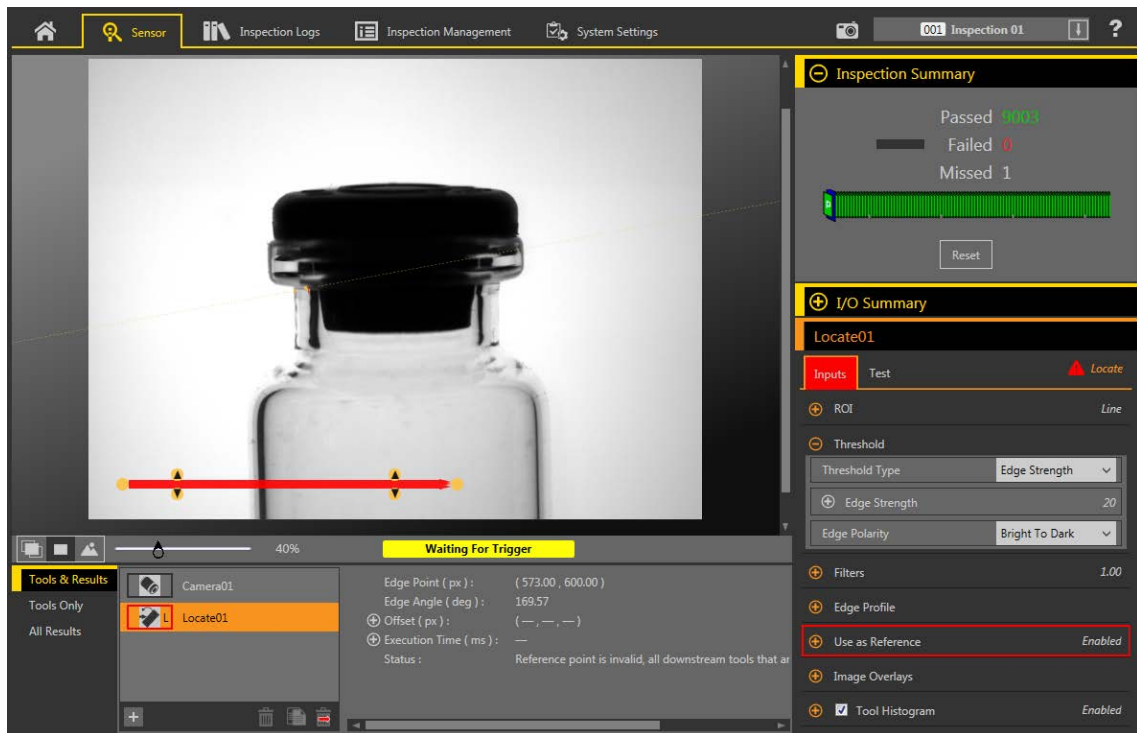 Sensor
Inspection Logs
Inspection Management
System Settings
001 Inspection 01
?
Inspection Summary
Passed 9003
Failed 0
Missed 1
Reset
I/O Summary
Locate01
Inputs Test Locate
ROI Line
Threshold
Threshold Type Edge Strength
Edge Strength 20
Edge Polarity Bright To Dark
Filters 1.00
Edge Profile
Use as Reference Enabled
Image Overlays
Tool Histogram Enabled
40%
Waiting For Trigger
Tools & Results
Tools Only
All Results
Camera01
L Locate01
Edge Point ( px ) : ( 573.00 , 600.00 )
Edge Angle ( deg ) : 169.57
Offset ( px ) : ( — , — , — )
Execution Time ( ms ) : —
Status : Reference point is invalid, all downstream tools that ar